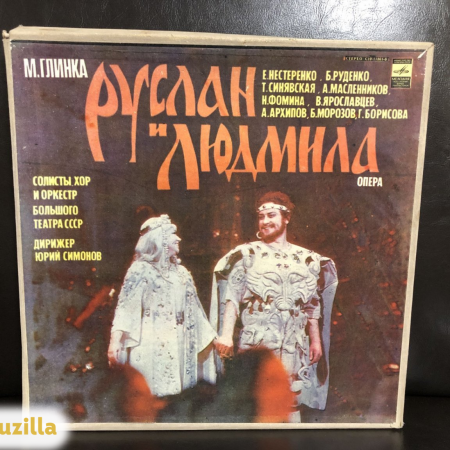 М.ГЛИНКА
Е.НЕСТЕРЕНКО, Б.РУДЕНКО,
Т.СИНЯВСКАЯ, А.МАСЛЕННИКОВ,
Н.ФОМИНА, В.ЯРОСЛАВЦЕВ,
А.АРХИПОВ, Б.МОРОЗОВ, Г.БОРИСОВА
РУСЛАН
И
ЛЮДМИЛА
ОПЕРА
СОЛИСТЫ, ХОР
И ОРКЕСТР
БОЛЬШОГО
ТЕАТРА СССР
ДИРИЖЕР
ЮРИЙ СИМОНОВ
uzilla